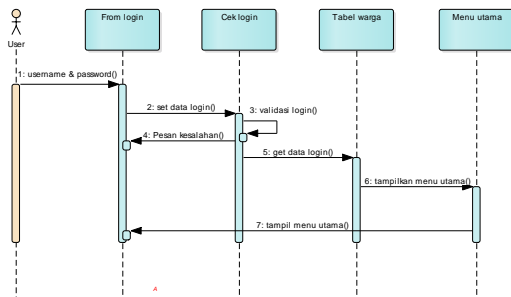 From login
Cek login
Tabel warga
Menu utama
User
1: username & password()
2: set data login()
3: validasi login()
4: Pesan kesalahan()
5: get data login()
6: tampilkan menu utama()
7: tampil menu utama()
A